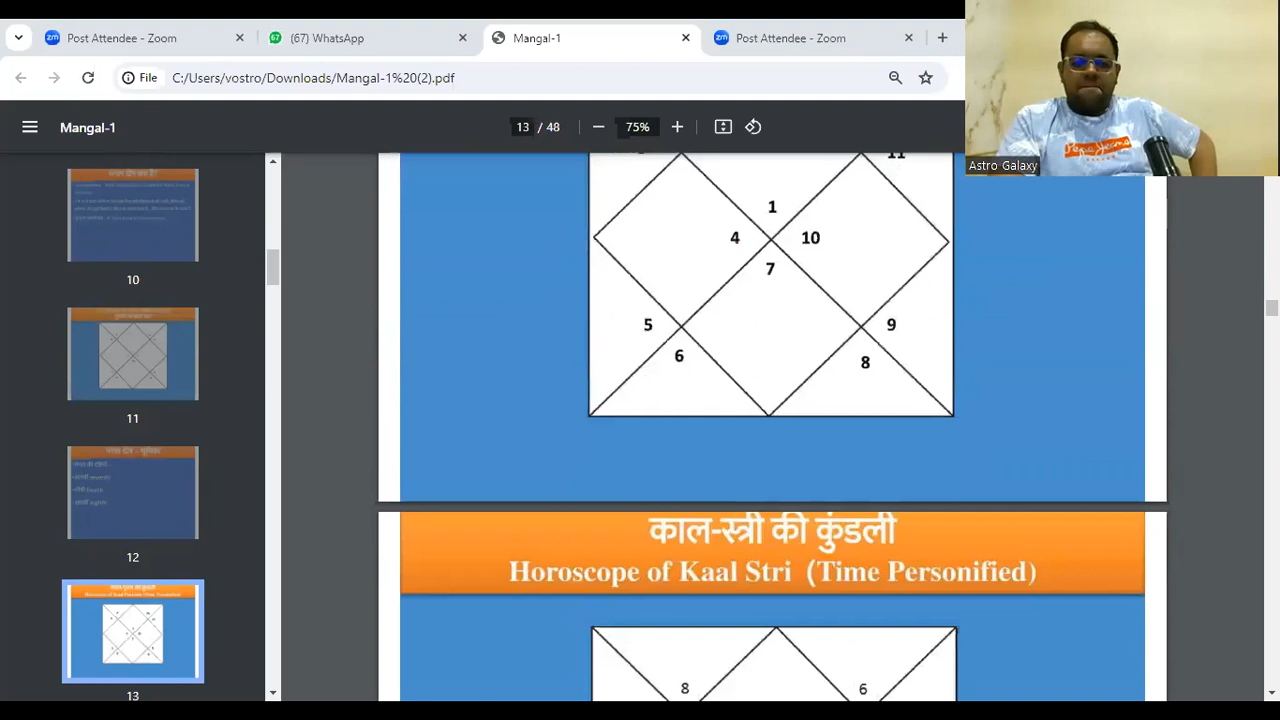 Post Attendee - Zoom
(67) WhatsApp
Mangal-1
Post Attendee - Zoom
File
C:/Users/vostro/Downloads/Mangal-1%20(2).pdf
Mangal-1
13 / 48
75%
Astro Galaxy
10
11
12
13
11
1
4
10
7
5
9
6
8
काल-स्त्री की कुंडली
Horoscope of Kaal Stri (Time Personified)
8
6